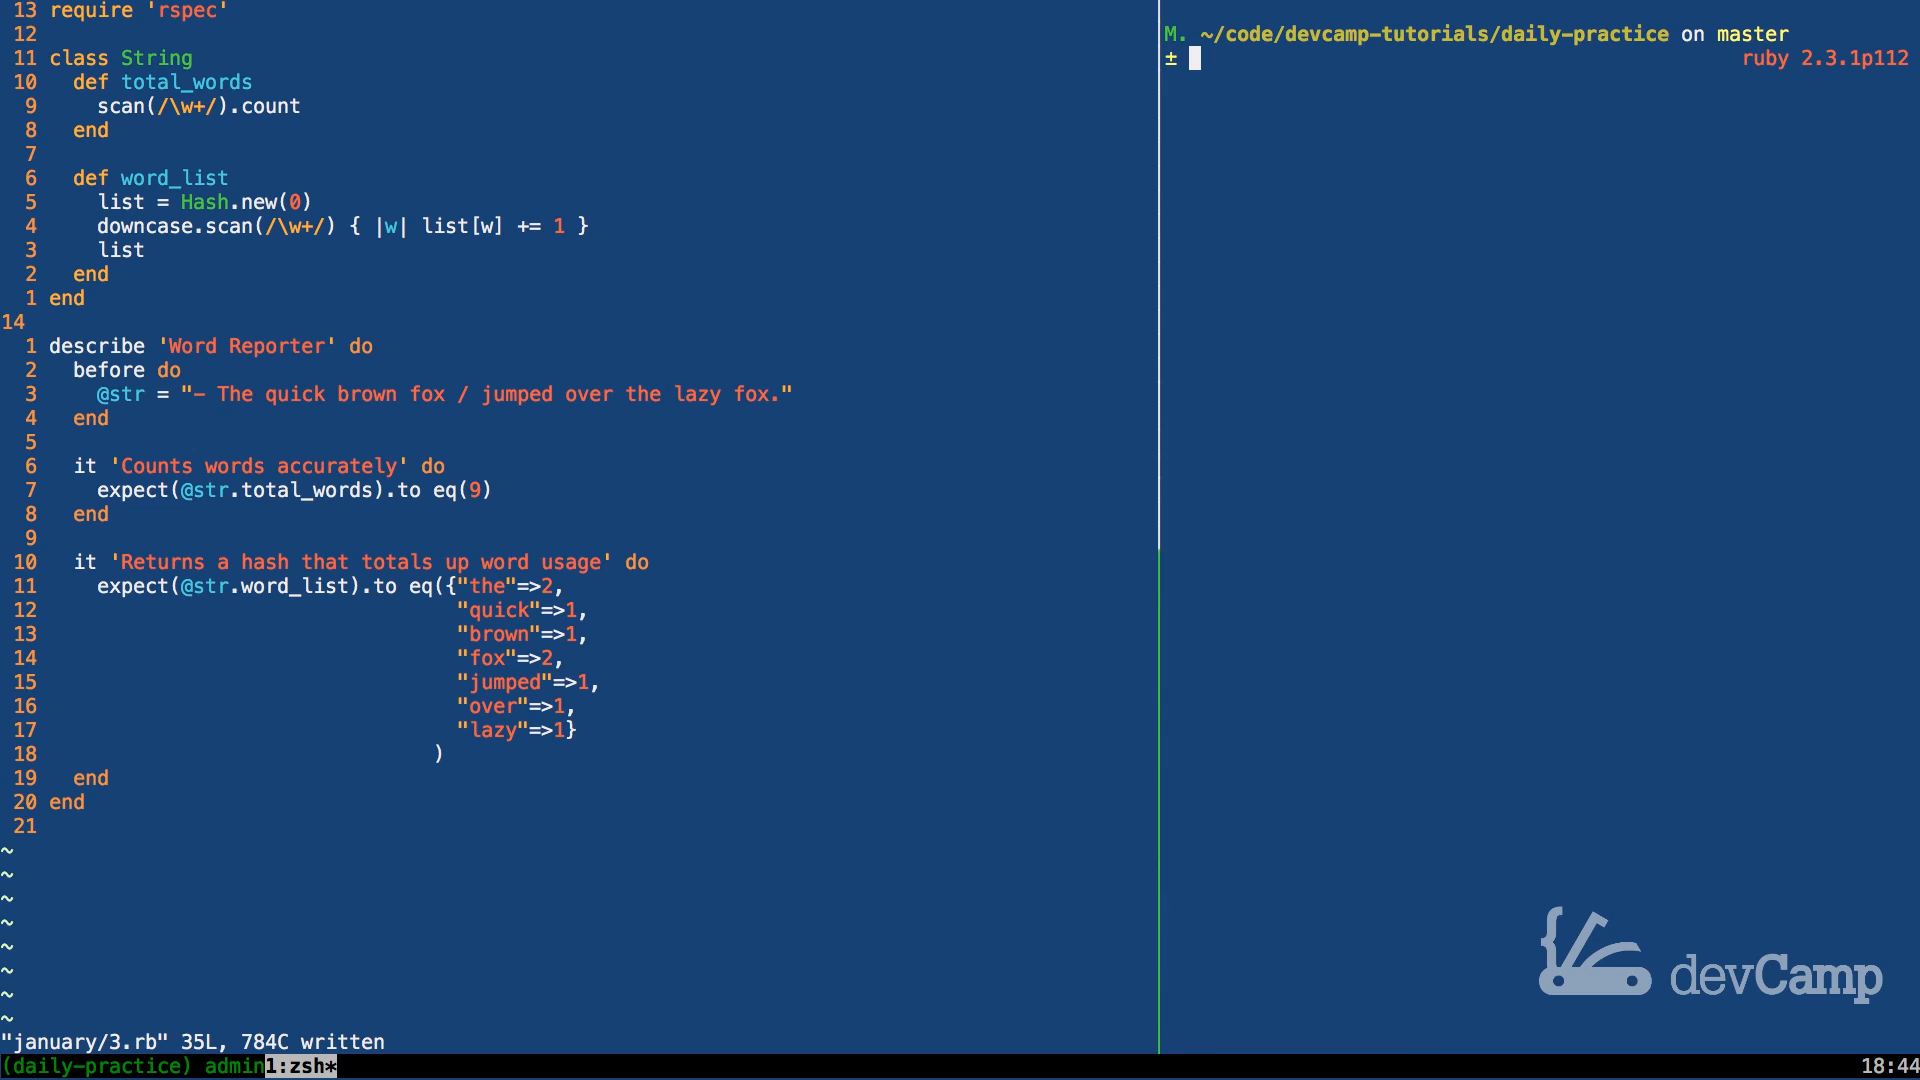 13 require 'rspec'
12
11 class String
10   def total_words
 9     scan(/\w+/).count
 8   end
 7
 6   def word_list
 5     list = Hash.new(0)
 4     downcase.scan(/\w+/) { |w| list[w] += 1 }
 3     list
 2   end
 1 end
14
 1 describe 'Word Reporter' do
 2   before do
 3     @str = "- The quick brown fox / jumped over the lazy fox."
 4   end
 5
 6   it 'Counts words accurately' do
 7     expect(@str.total_words).to eq(9)
 8   end
 9
10   it 'Returns a hash that totals up word usage' do
11     expect(@str.word_list).to eq({"the"=>2,
12                                   "quick"=>1,
13                                   "brown"=>1,
14                                   "fox"=>2,
15                                   "jumped"=>1,
16                                   "over"=>1,
17                                   "lazy"=>1}
18                                 )
19   end
20 end
21
~
~
~
~
~
~
~
~
"january/3.rb" 35L, 784C written
(daily-practice) admin1:zsh*
18:44
M. ~/code/devcamp-tutorials/daily-practice on master
± ruby 2.3.1p112
devCamp